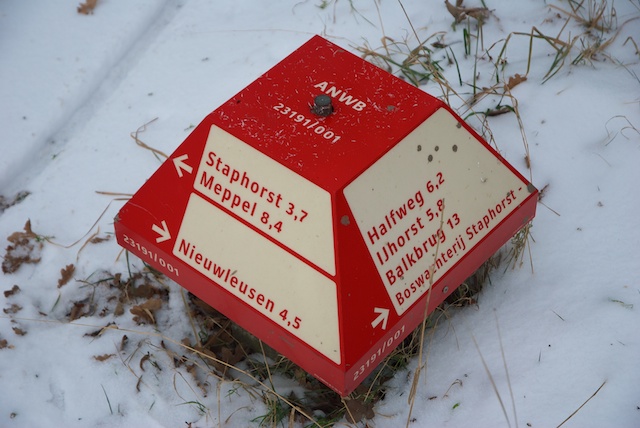 ANWB
23191/001
Staphorst 3,7
Meppel 8,4
Nieuwleusen 4,5
23191/001
Halfweg 6,2
IJhorst 5,8
Balkbrug 13
Boswachterij Staphorst
23191/001